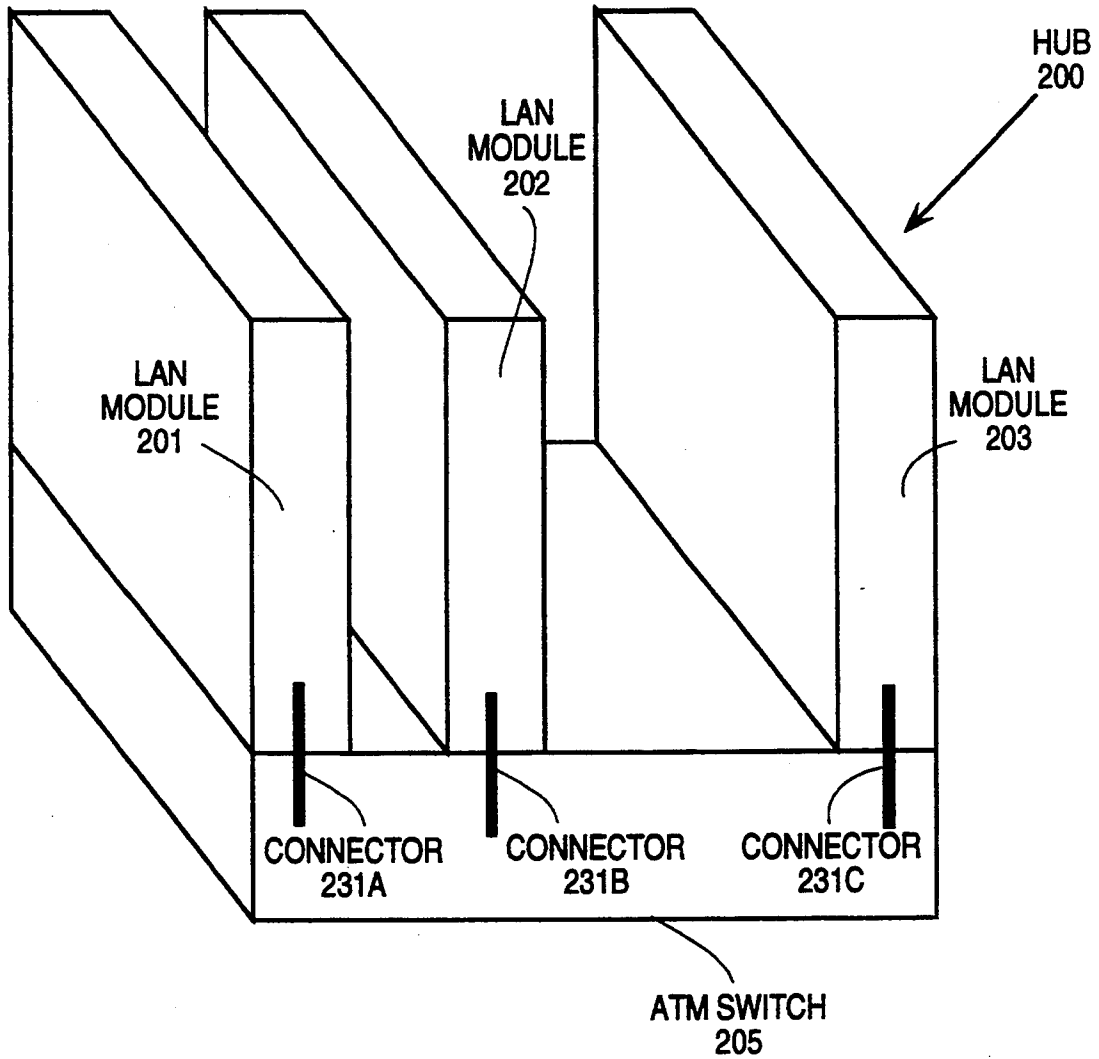 HUB
200
LAN
MODULE
202
LAN
MODULE
201
LAN
MODULE
203
CONNECTOR
231A
CONNECTOR
231B
CONNECTOR
231C
ATM SWITCH
205